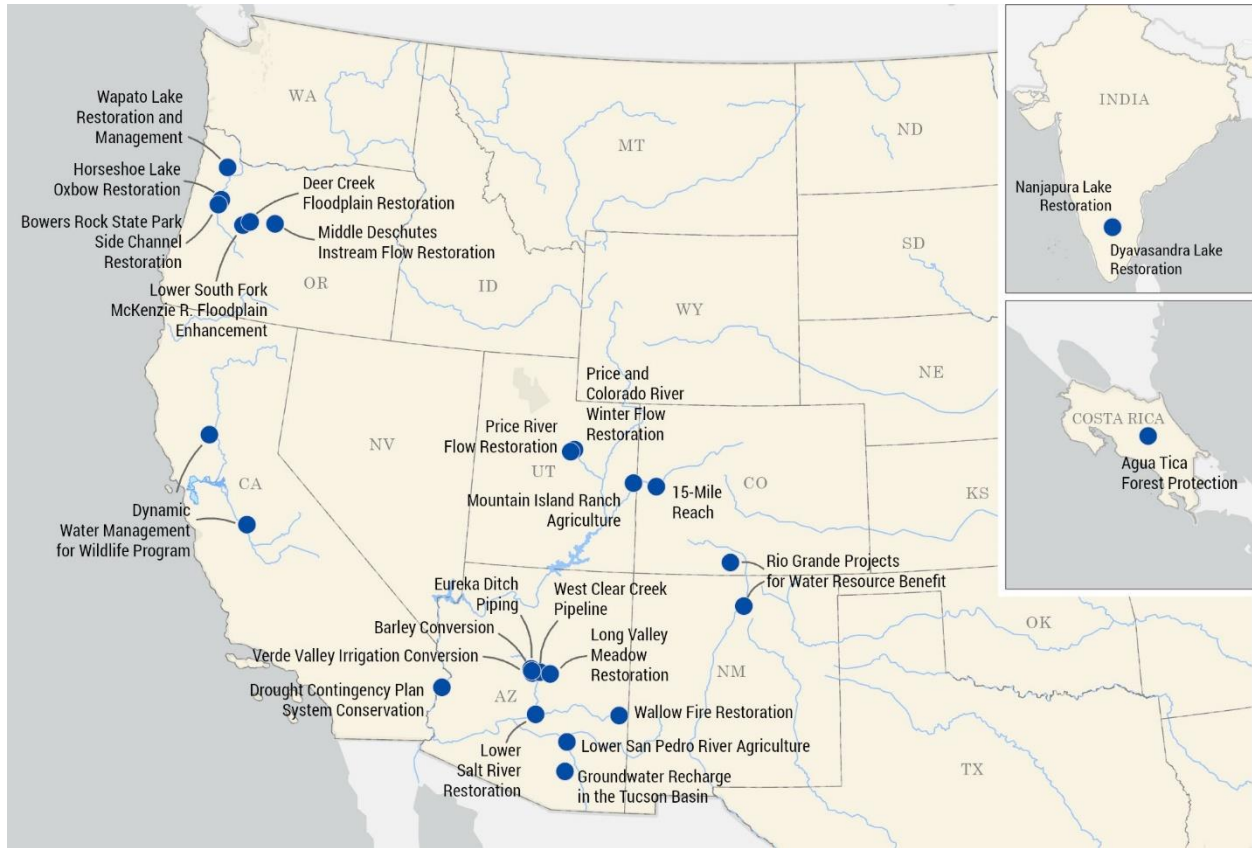 WA
MT
ND
Wapato Lake
Restoration and
Management
Horseshoe Lake
Oxbow Restoration
Deer Creek
Floodplain Restoration
Bowers Rock State Park
Side Channel
Restoration
Middle Deschutes
Instream Flow Restoration
Lower South Fork
McKenzie R. Floodplain
Enhancement
OR
ID
SD
WY
NE
Price and
Colorado River
Winter Flow
Restoration
Price River
Flow Restoration
NV
UT
CA
Mountain Island Ranch
Agriculture
15-Mile
Reach
CO
KS
Dynamic
Water Management
for Wildlife Program
Rio Grande Projects
for Water Resource Benefit
Eureka Ditch
Piping
West Clear Creek
Pipeline
Barley Conversion
Long Valley
Meadow
Restoration
Verde Valley Irrigation Conversion
Drought Contingency Plan
System Conservation
AZ
NM
OK
Wallow Fire Restoration
Lower
Salt River
Restoration
Lower San Pedro River Agriculture
Groundwater Recharge
in the Tucson Basin
TX
INDIA
Nanjapura Lake
Restoration
Dyavasandra Lake
Restoration
COSTA RICA
Agua Tica
Forest Protection